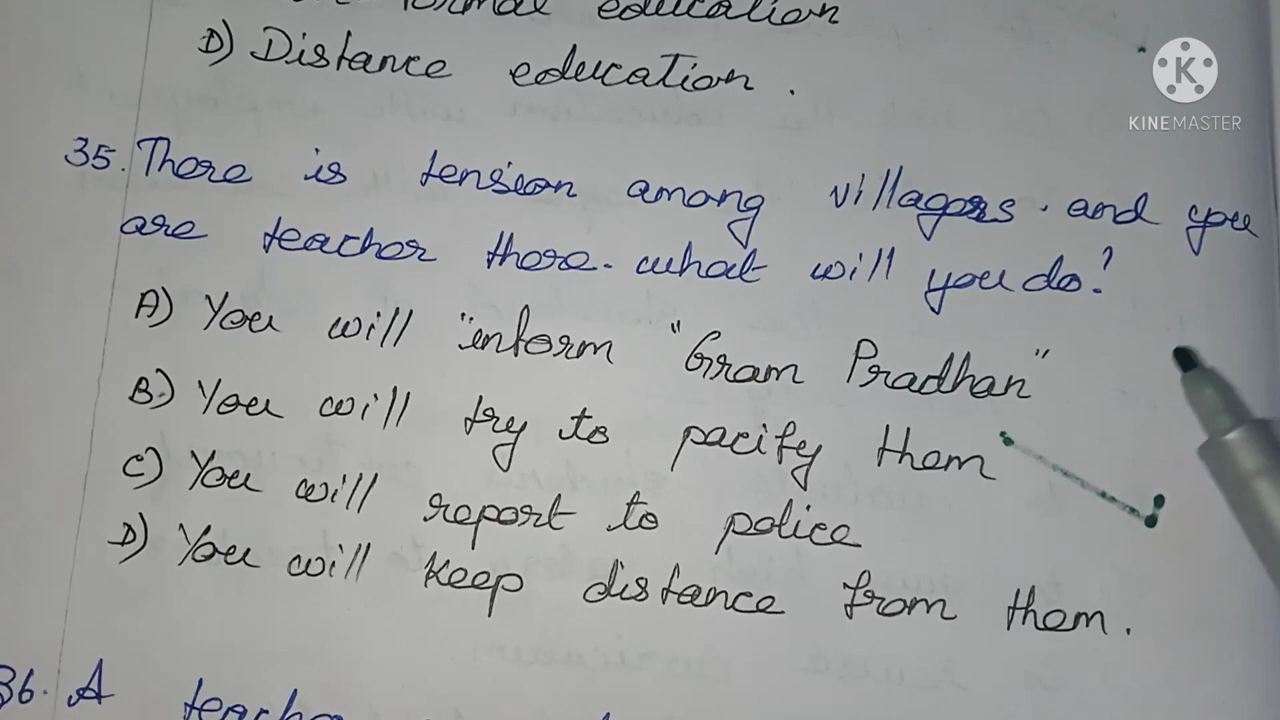 formal education
D) Distance education.
35. There is tension among villagers. and you
are teacher there. what will you do?
A) You will inform "Gram Pradhan"
B.) You will try to pacify them
C) You will report to police
D) You will keep distance from them.
36. A
KINEMASTER